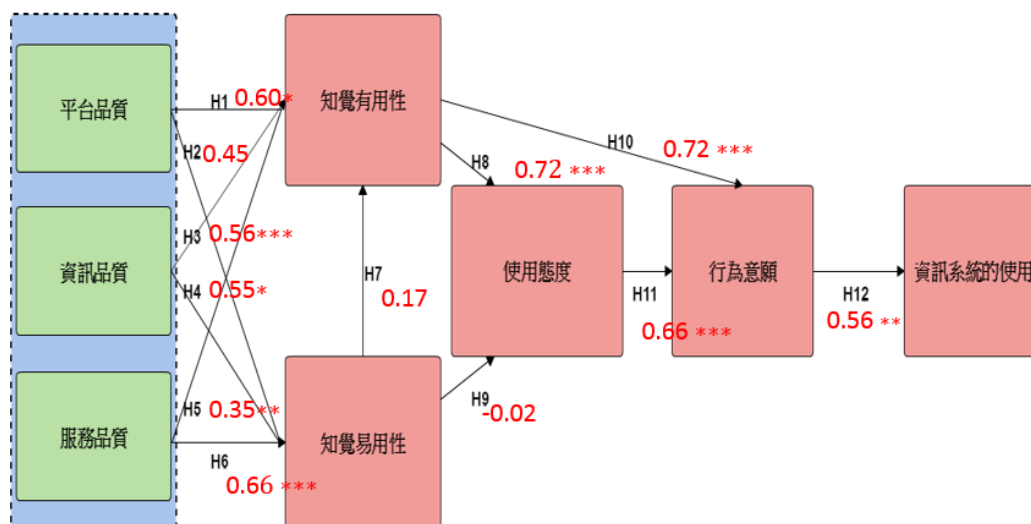 平台品質
資訊品質
服務品質
H1 0.60*
H2 0.45
H3 0.56***
H4 0.55*
H5 0.35**
H6
0.66 ***
知覺有用性
H7
0.17
知覺易用性
H8
0.72 ***
H9
-0.02
H10 0.72 ***
使用態度
H11
0.66 ***
行為意願
H12
0.56 **
資訊系統的使用